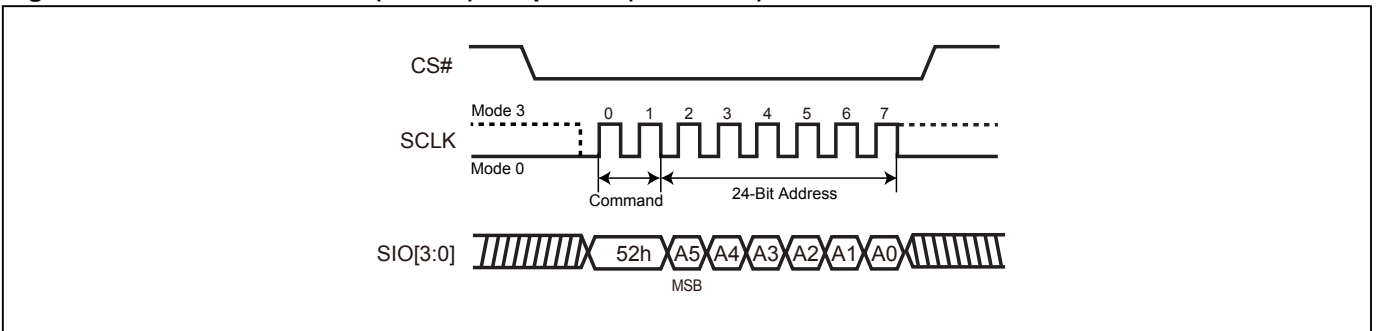 CS#
Mode 3
0 1 2 3 4 5 6 7
SCLK
Mode 0
Command
24-Bit Address
SIO[3:0]
52h A5 A4 A3 A2 A1 A0
MSB